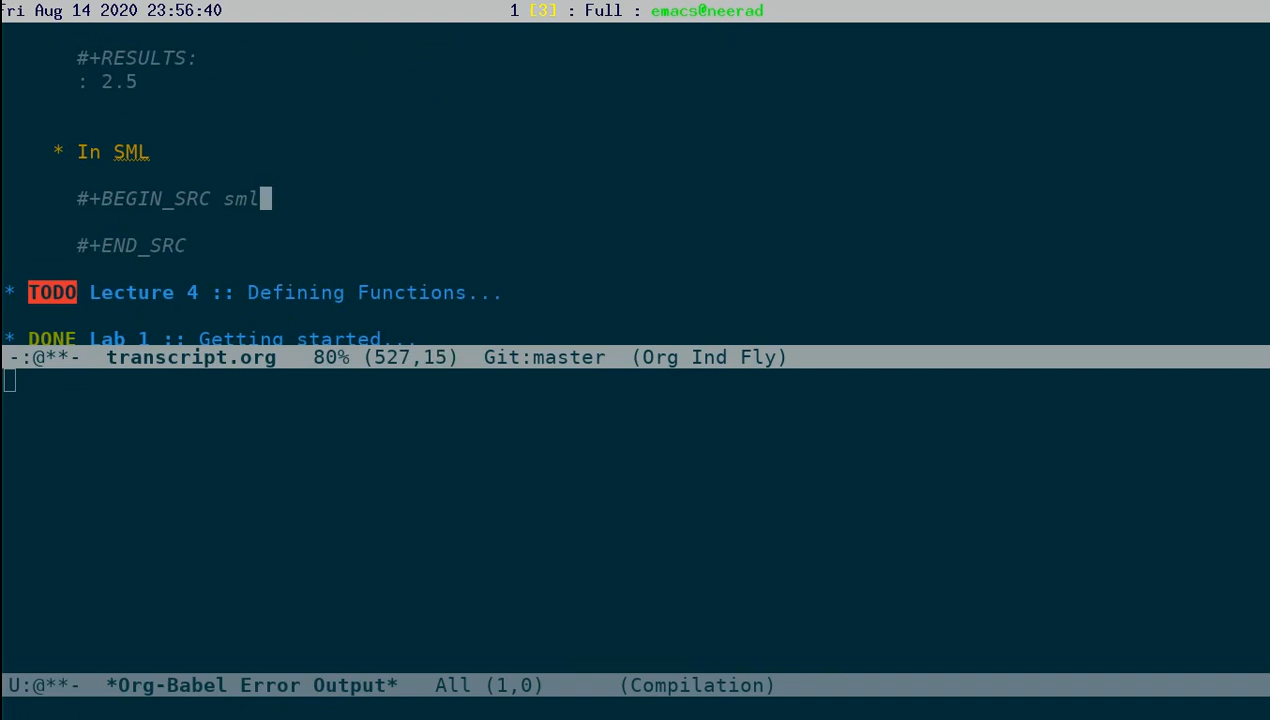 Fri Aug 14 2020 23:56:40 1 [3] : Full : emacs@neerad
#+RESULTS:
: 2.5
* In SML
#+BEGIN_SRC sml
#+END_SRC
* TODO Lecture 4 :: Defining Functions...
* DONE Lab 1 :: Getting started...
-:@**- transcript.org 80% (527,15) Git:master (Org Ind Fly)
U:@**- *Org-Babel Error Output* All (1,0) (Compilation)